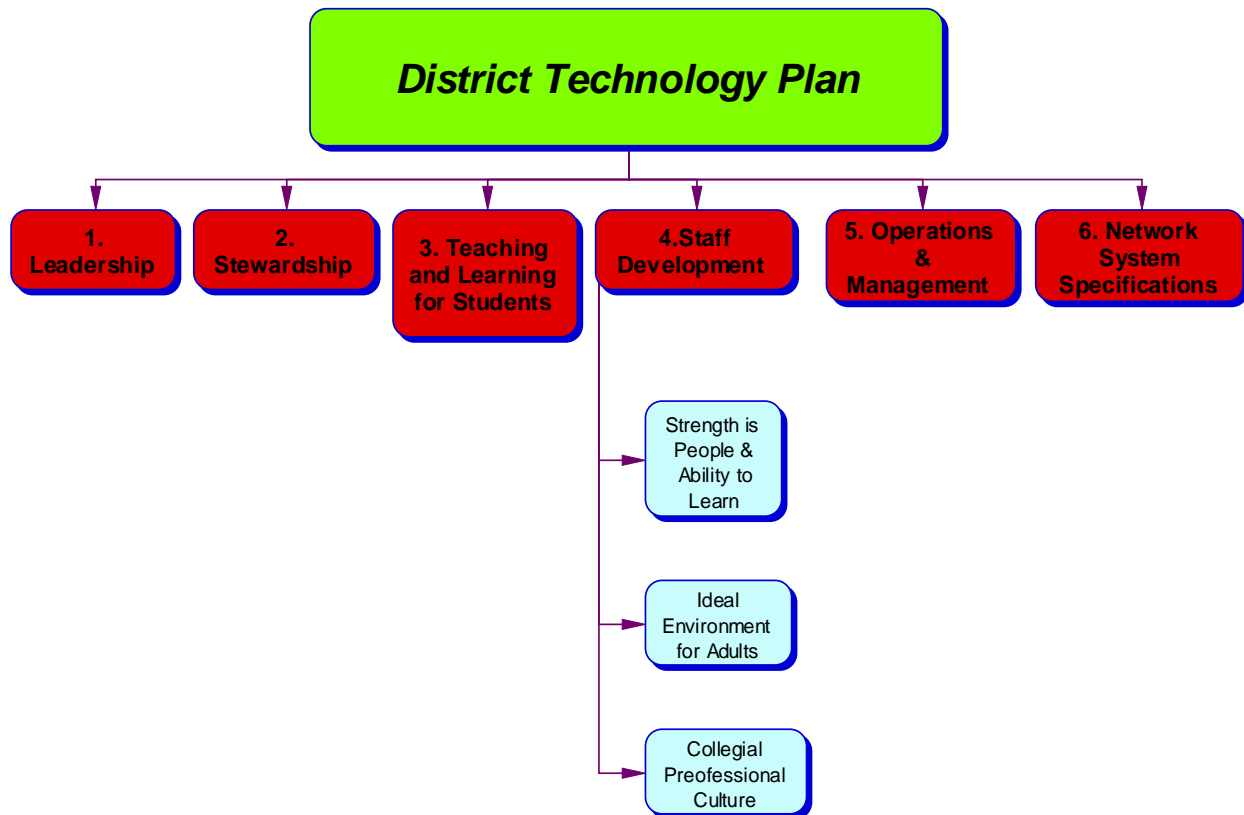 District Technology Plan
1.
Leadership
2.
Stewardship
3. Teaching
and Learning
for Students
4.Staff
Development
5. Operations
&
Management
6. Network
System
Specifications
Strength is
People &
Ability to
Learn
Ideal
Environment
for Adults
Collegial
Preofessional
Culture